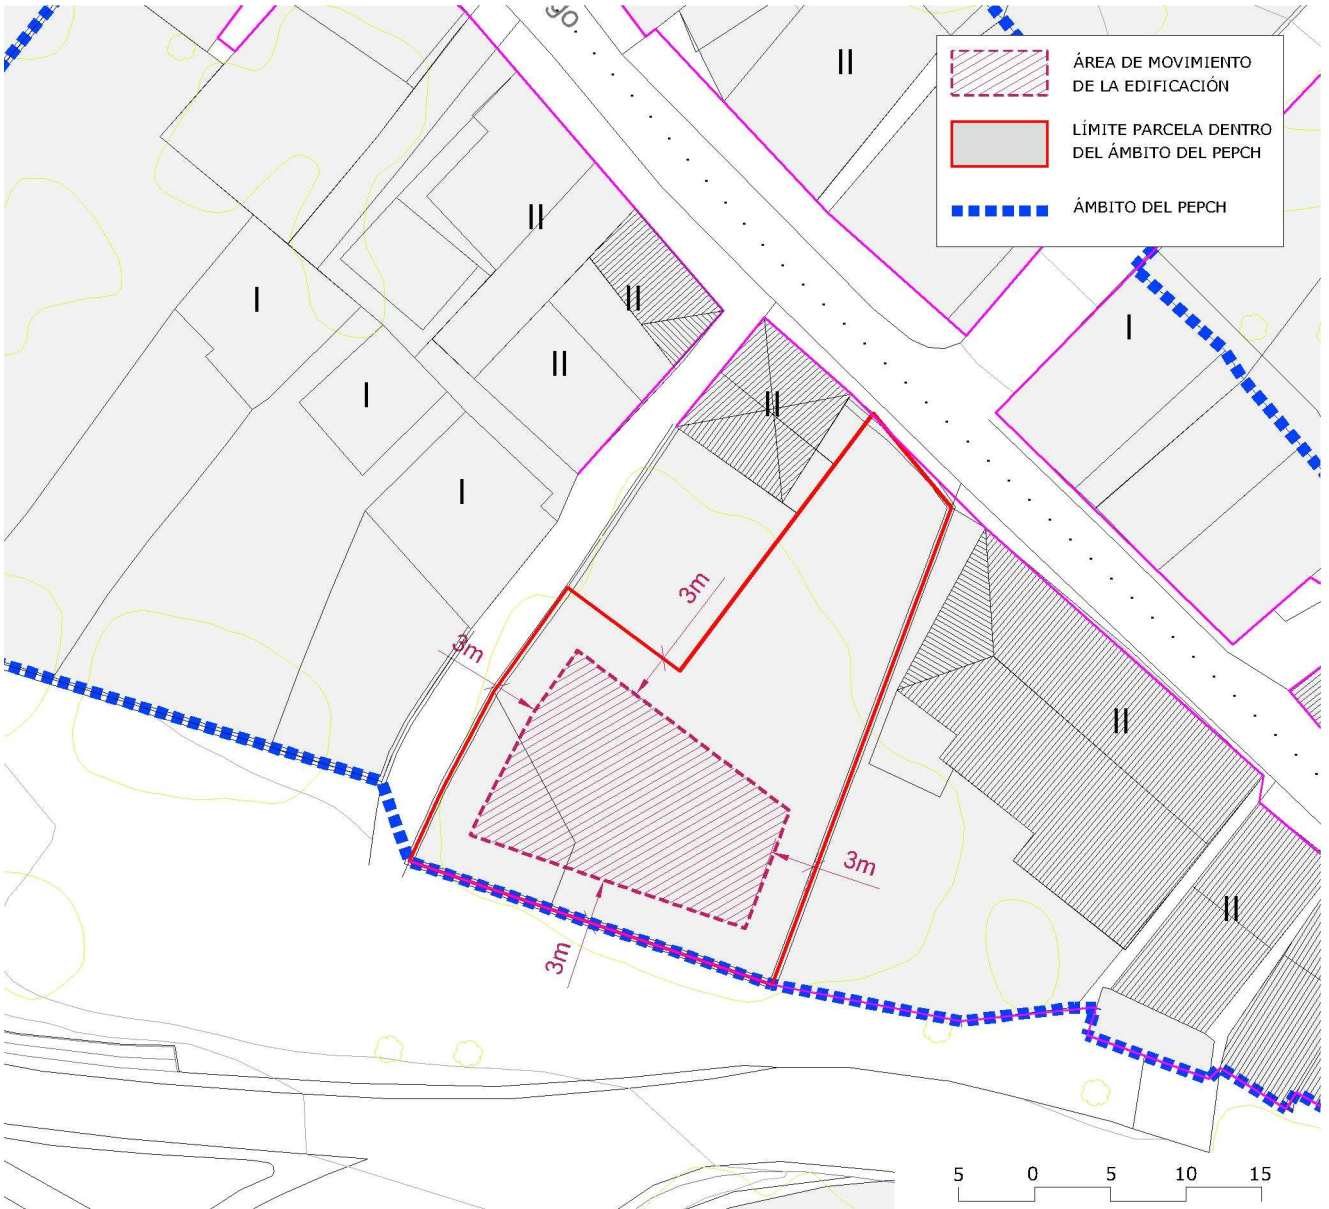 go
ÁREA DE MOVIMIENTO
DE LA EDIFICACIÓN
LÍMITE PARCELA DENTRO
DEL ÁMBITO DEL PEPCH
ÁMBITO DEL PEPCH
II
II
I
II
I
II
I
II
I
3m
3m
II
3m
3m
II
5 0 5 10 15